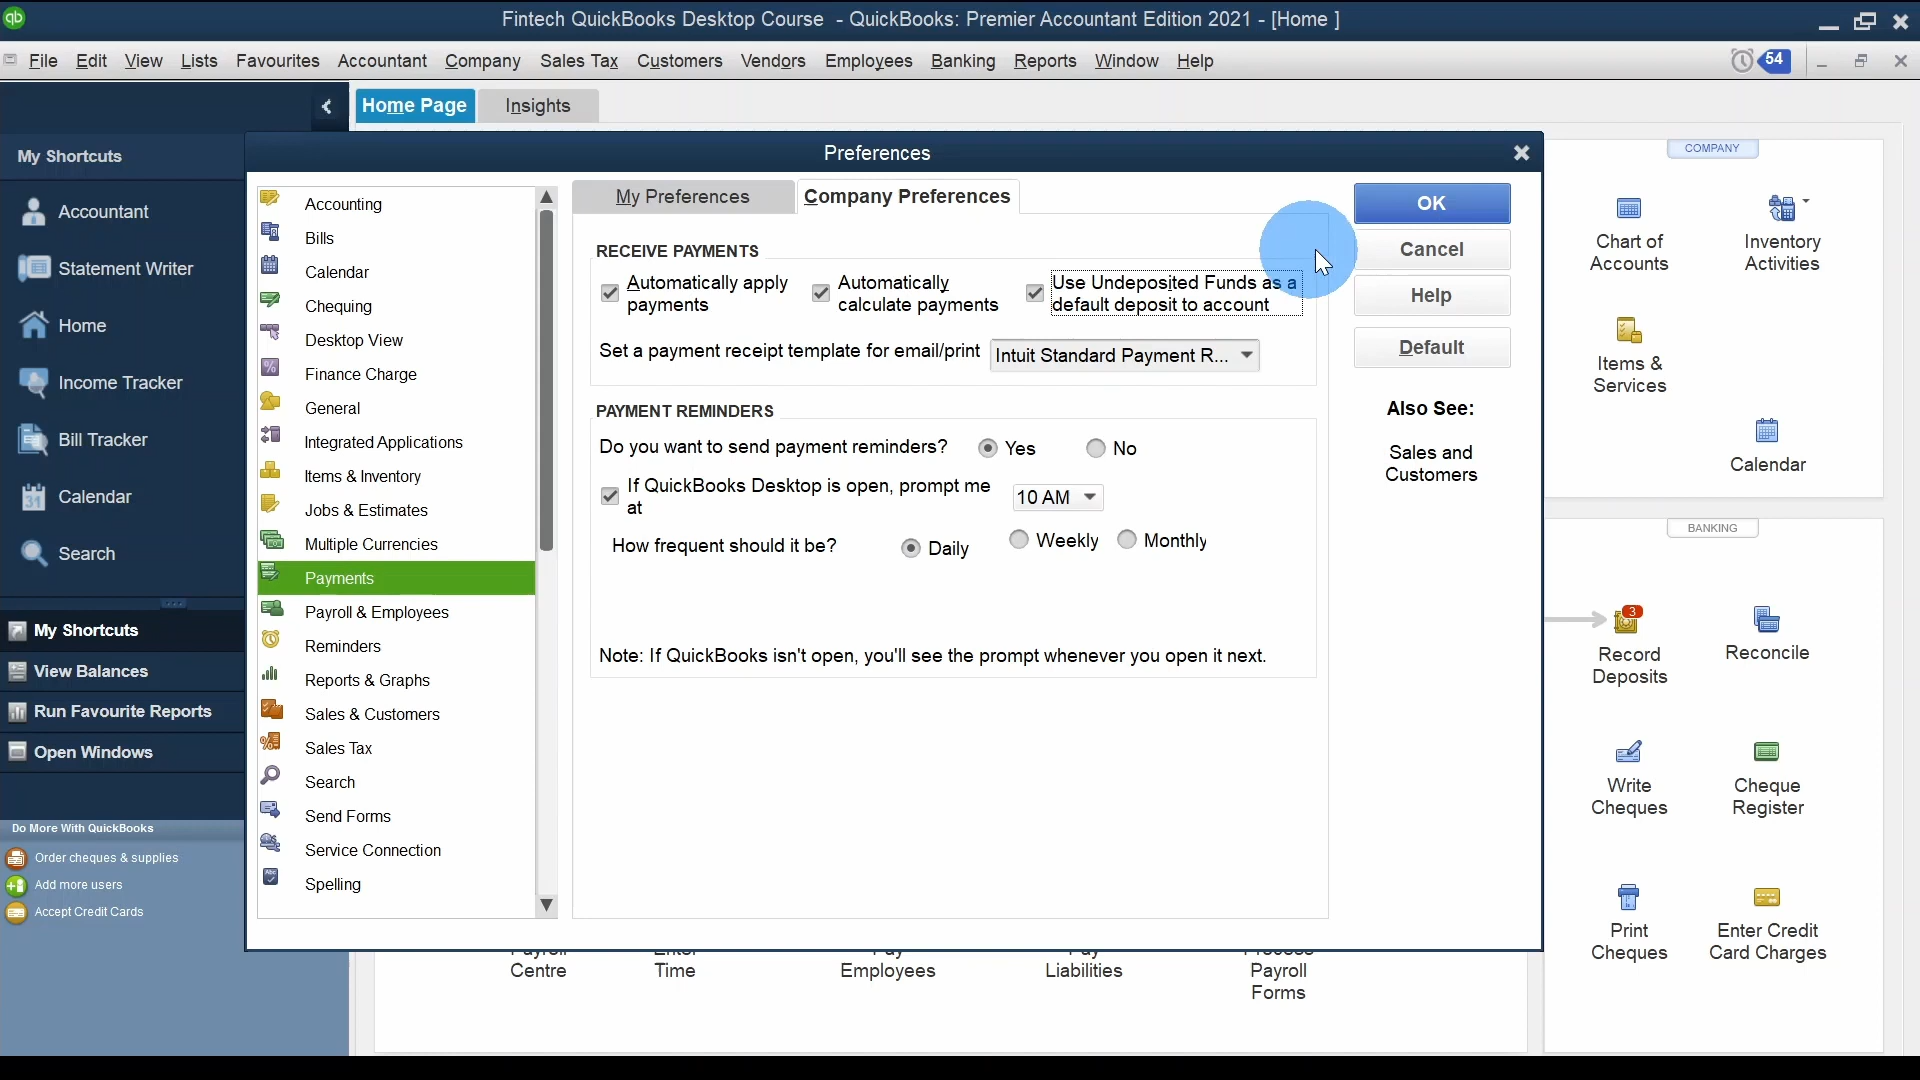 qb Fintech QuickBooks Desktop Course - QuickBooks: Premier Accountant Edition 2021 - [Home ]
File Edit View Lists Favourites Accountant Company Sales Tax Customers Vendors Employees Banking Reports Window Help 54
Home Page Insights
My Shortcuts
Accountant
Statement Writer
Home
Income Tracker
Bill Tracker
31 Calendar
Search
My Shortcuts
View Balances
Run Favourite Reports
Open Windows
Do More With QuickBooks
Order cheques & supplies
Add more users
Accept Credit Cards
Preferences
Accounting
Bills
Calendar
Chequing
Desktop View
Finance Charge
General
Integrated Applications
Items & Inventory
Jobs & Estimates
Multiple Currencies
Payments
Payroll & Employees
Reminders
Reports & Graphs
Sales & Customers
Sales Tax
Search
Send Forms
Service Connection
Spelling
My Preferences Company Preferences
RECEIVE PAYMENTS
Automatically apply
payments
Automatically
calculate payments
Use Undeposited Funds as a
default deposit to account
Set a payment receipt template for email/print Intuit Standard Payment R...
PAYMENT REMINDERS
Do you want to send payment reminders? Yes No
If QuickBooks Desktop is open, prompt me
at
10 AM
How frequent should it be? Daily Weekly Monthly
Note: If QuickBooks isn't open, you'll see the prompt whenever you open it next.
OK
Cancel
Help
Default
Also See:
Sales and
Customers
COMPANY
Chart of
Accounts
Inventory
Activities
Items &
Services
Calendar
BANKING
3
Record
Deposits
Reconcile
Write
Cheques
Cheque
Register
Print
Cheques
Enter Credit
Card Charges
Centre
Time
Employees
Liabilities
Payroll
Forms